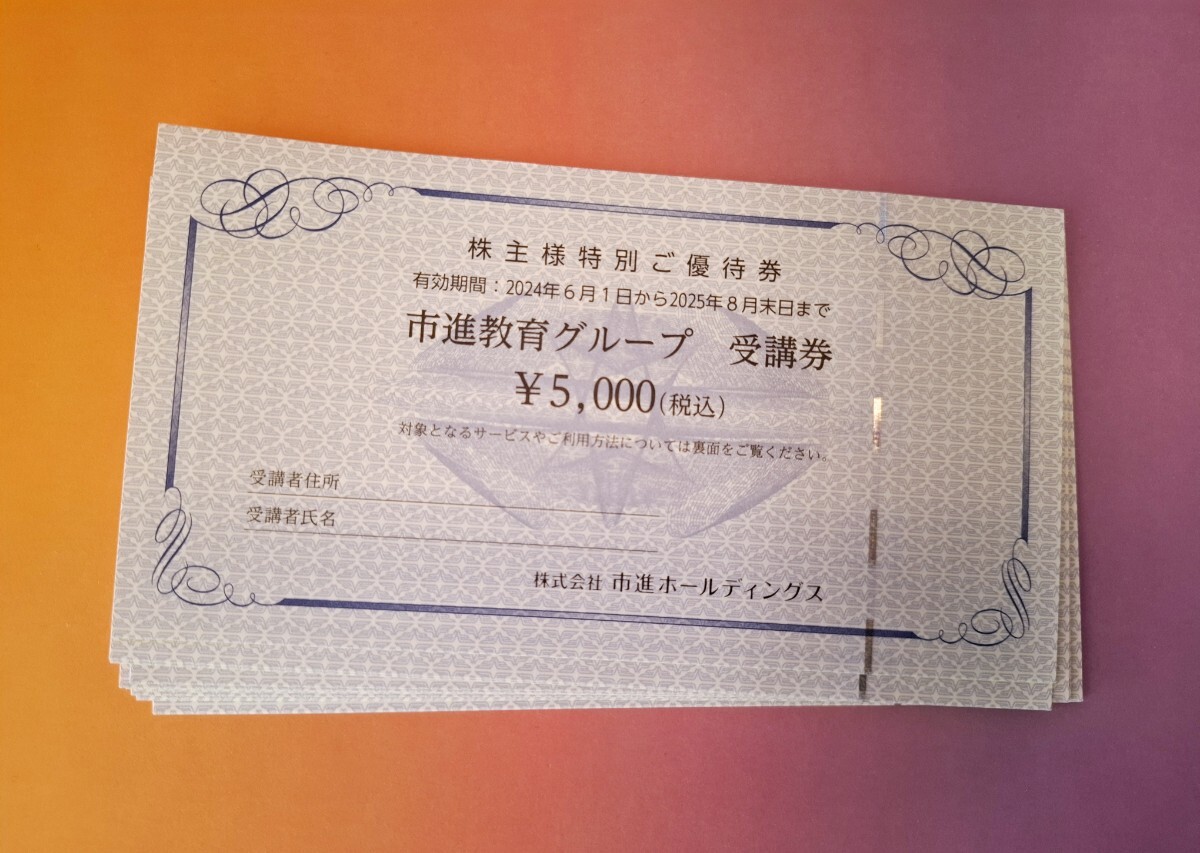 株主様特別ご優待券
有効期間：2024年６月１日から2025年８月末日まで
市進教育グループ　受講券
￥5,000(税込)
対象となるサービスやご利用方法については裏面をご覧ください。
受講者住所
受講者氏名
株式会社 市進ホールディングス